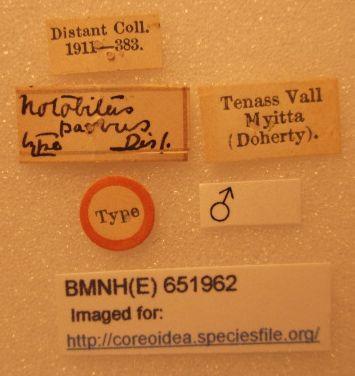 Distant Coll.
1911—383.
Notobitus
parvus
type Dist.
Tenass Vall
Myitta
(Doherty).
Type
♂
BMNH(E) 651962
Imaged for:
http://coreoidea.speciesfile.org/